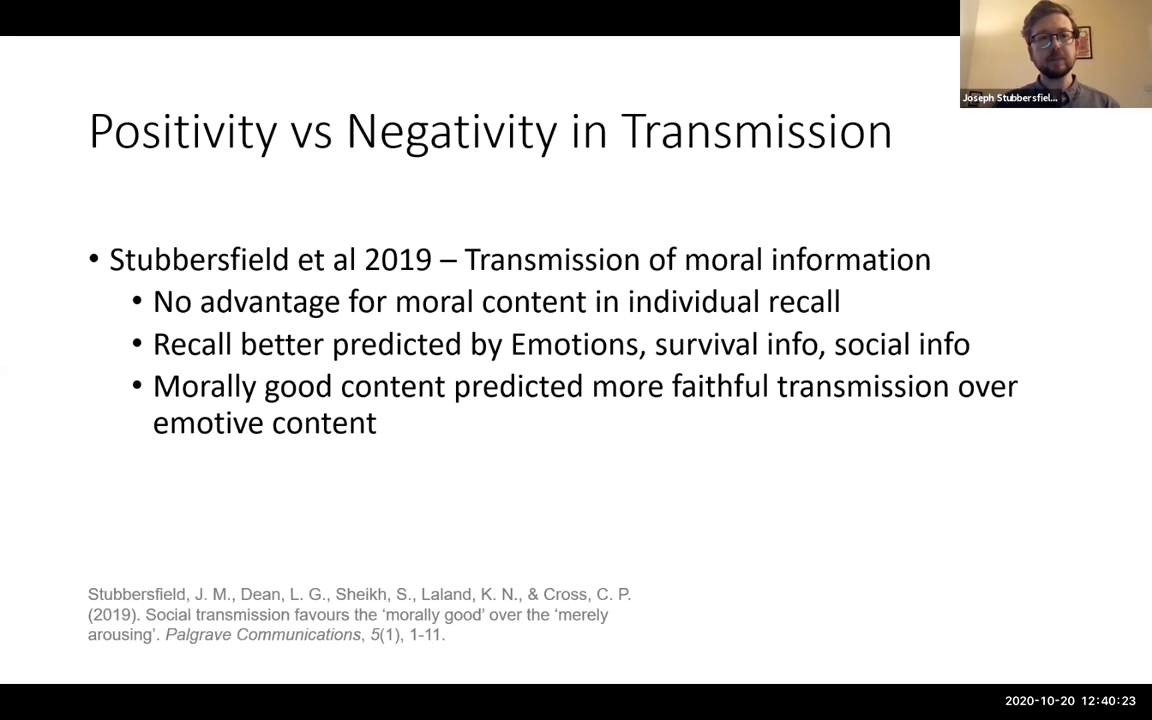 Joseph Stubbersfiel...
Positivity vs Negativity in Transmission
• Stubbersfield et al 2019 – Transmission of moral information
• No advantage for moral content in individual recall
• Recall better predicted by Emotions, survival info, social info
• Morally good content predicted more faithful transmission over
emotive content
Stubbersfield, J. M., Dean, L. G., Sheikh, S., Laland, K. N., & Cross, C. P.
(2019). Social transmission favours the ‘morally good’ over the ‘merely
arousing’. Palgrave Communications, 5(1), 1-11.
2020-10-20 12:40:23